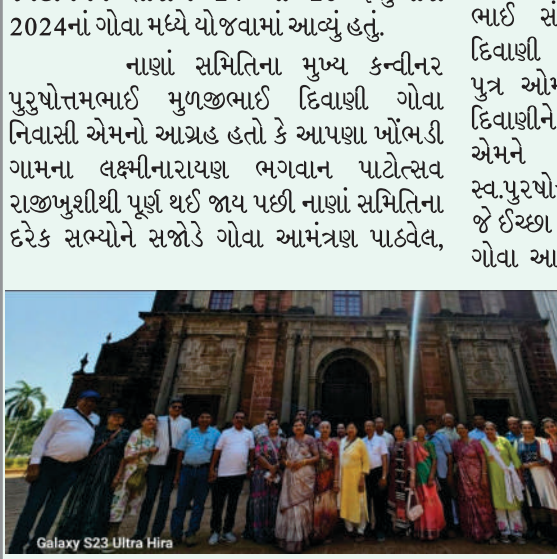 2024નાં ગોવા મધ્યે યોજવામાં આવ્યું હતું.
નાણાં સમિતિના મુખ્ય કન્વીનર
પુરુષોત્તમભાઈ મુળજીભાઈ દિવાણી ગોવા
નિવાસી એમનો આગ્રહ હતો કે આપણા ખોંભડી
ગામના લક્ષ્મીનારાયણ ભગવાન પાટોત્સવ
રાજીખુશીથી પૂર્ણ થઈ જાય પછી નાણાં સમિતિના
દરેક સભ્યોને સજોડે ગોવા આમંત્રણ પાઠવેલ,
ભાઈ
દિવાણી
પુત્ર
દિવાણીને
એમને
જે ઈચ્છા
ગોવા
Galaxy S23 Ultra Hira